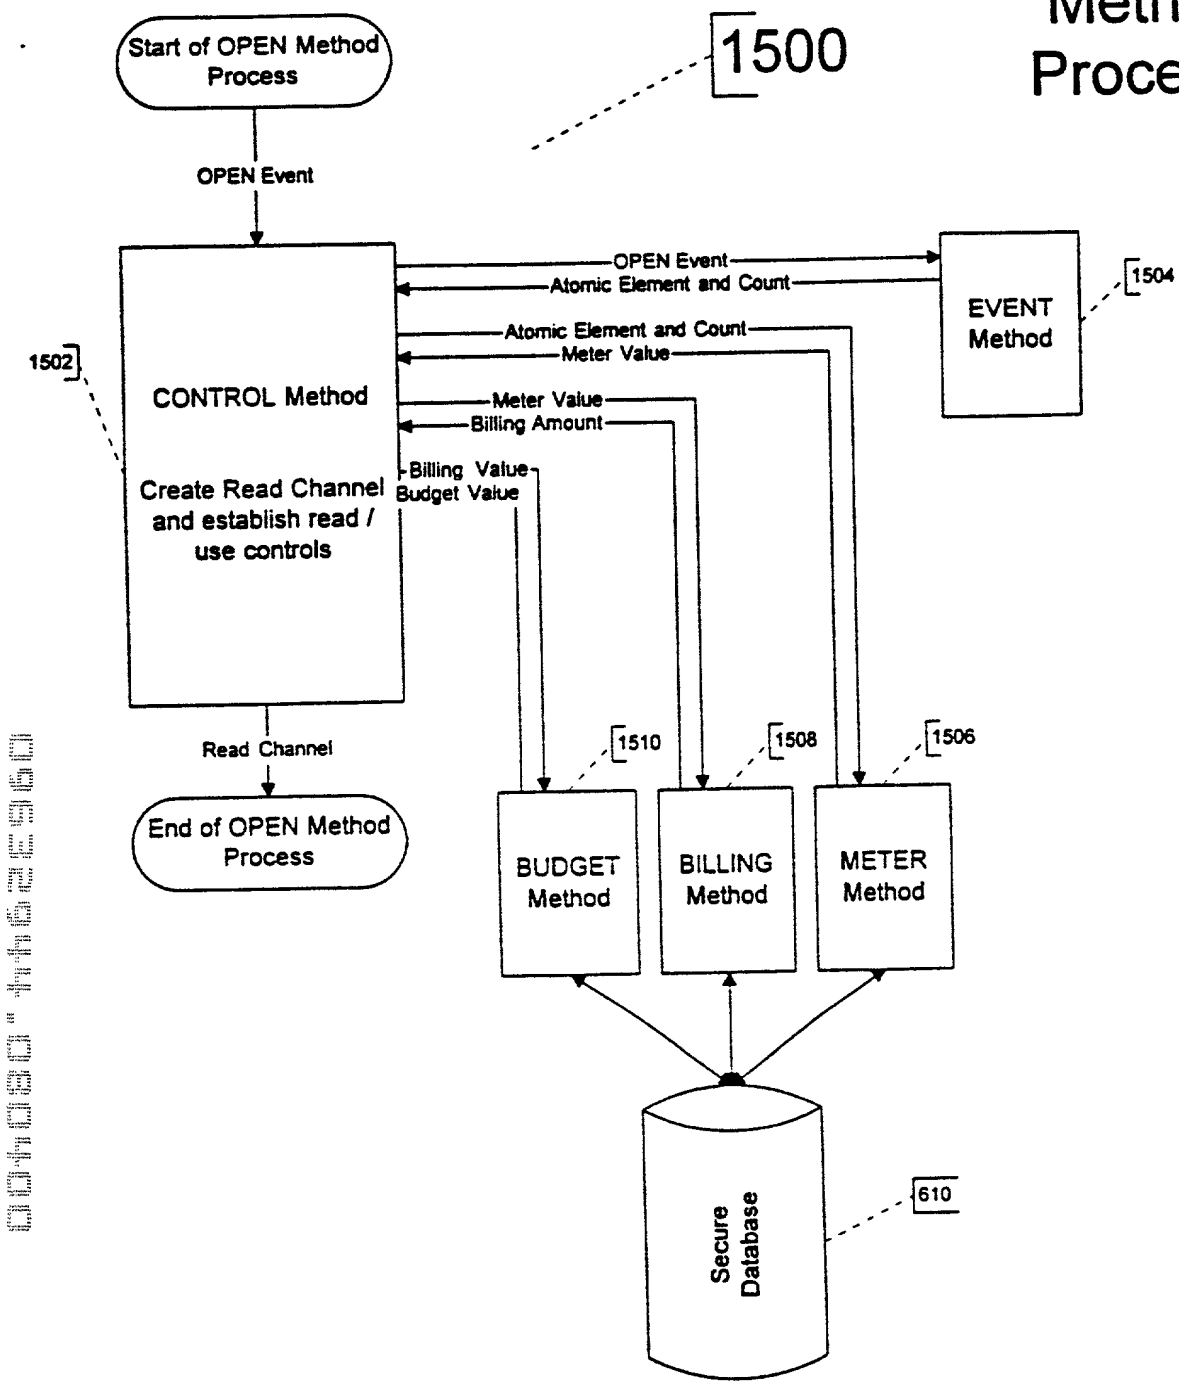 Start of OPEN Method
Process
1500
OPEN Event
OPEN Event
Atomic Element and Count
EVENT
Method
1504
Atomic Element and Count
Meter Value
1502
CONTROL Method
Meter Value
Billing Amount
Create Read Channel
and establish read /
use controls
Billing Value
Budget Value
Read Channel
1510
1508
1506
End of OPEN Method
Process
BUDGET
Method
BILLING
Method
METER
Method
610
Secure
Database